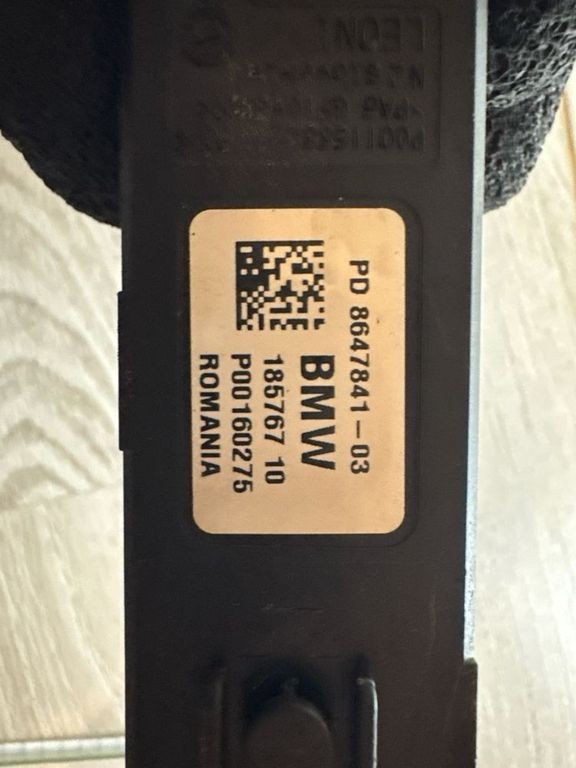 PD 8647841-03
BMW
185767 10
P00160275
ROMANIA
LEONI